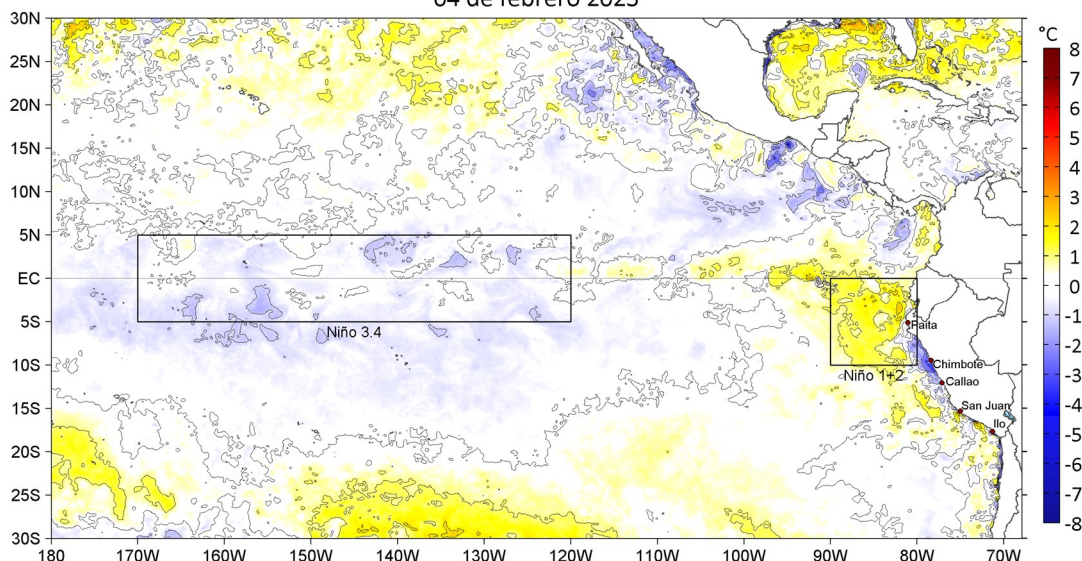 04 de febrero 2025
°C
30N
25N
20N
15N
10N
5N
EC
5S
10S
15S
20S
25S
30S
180
170W
160W
150W
140W
130W
120W
110W
100W
90W
80W
70W
Niño 3.4
Niño 1+2
Paita
Chimbote
Callao
San Juan
Ilo
8
7
6
5
4
3
2
1
0
-1
-2
-3
-4
-5
-6
-7
-8